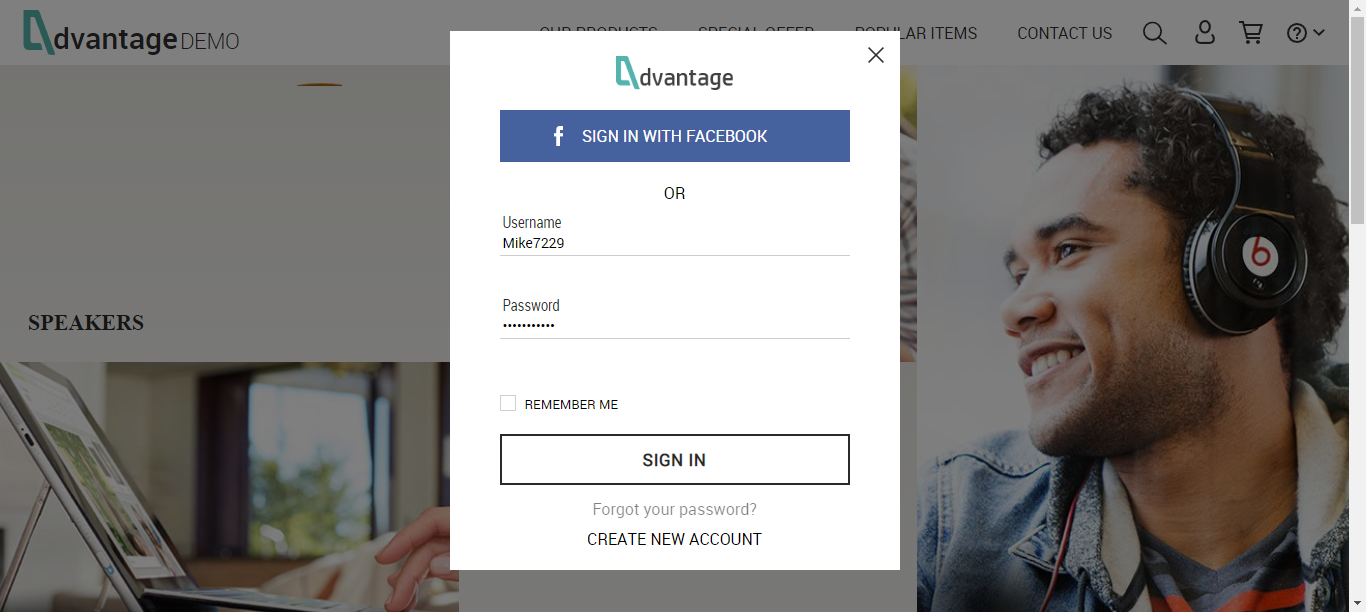 dvantage DEMO
OUR PRODUCTS SPECIAL OFFER POPULAR ITEMS CONTACT US
dvantage
f SIGN IN WITH FACEBOOK
OR
Username
Mike7229
Password
•••••••••••
REMEMBER ME
SIGN IN
Forgot your password?
CREATE NEW ACCOUNT
SPEAKERS
b